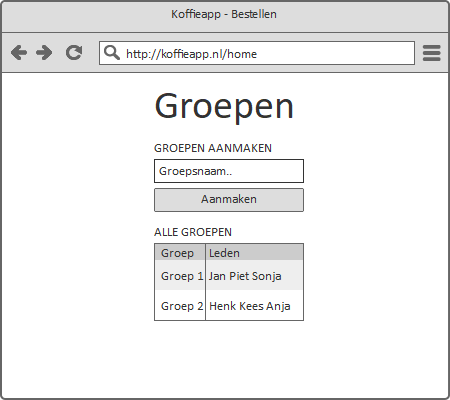 Koffieapp - Bestellen
http://koffieapp.nl/home
Groepen
GROEPEN AANMAKEN
Groepsnaam..
Aanmaken
ALLE GROEPEN
Groep Leden
Groep 1 Jan Piet Sonja
Groep 2 Henk Kees Anja